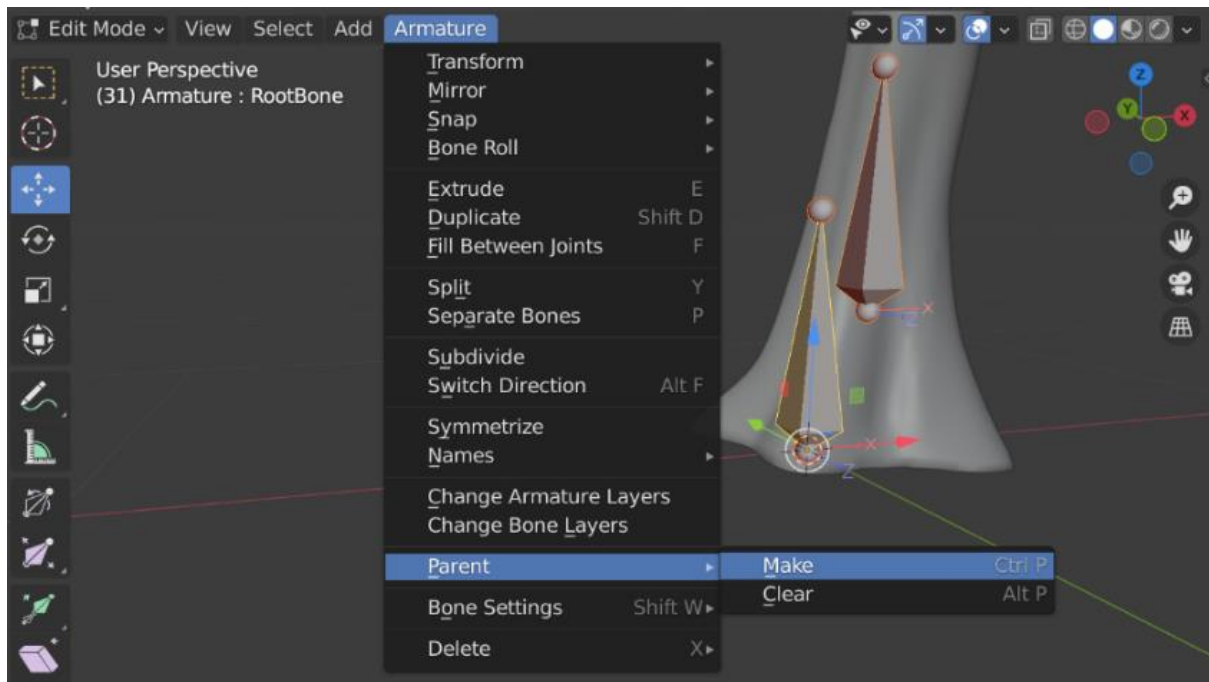 Edit Mode View Select Add Armature
User Perspective
(31) Armature : RootBone
Transform
Mirror
Snap
Bone Roll
Extrude E
Duplicate Shift D
Fill Between Joints F
Split Y
Separate Bones P
Subdivide
Switch Direction Alt F
Symmetrize
Names
Change Armature Layers
Change Bone Layers
Parent
Make Ctrl P
Clear Alt P
Bone Settings Shift W
Delete X
Z
Y
X
X
X
Z